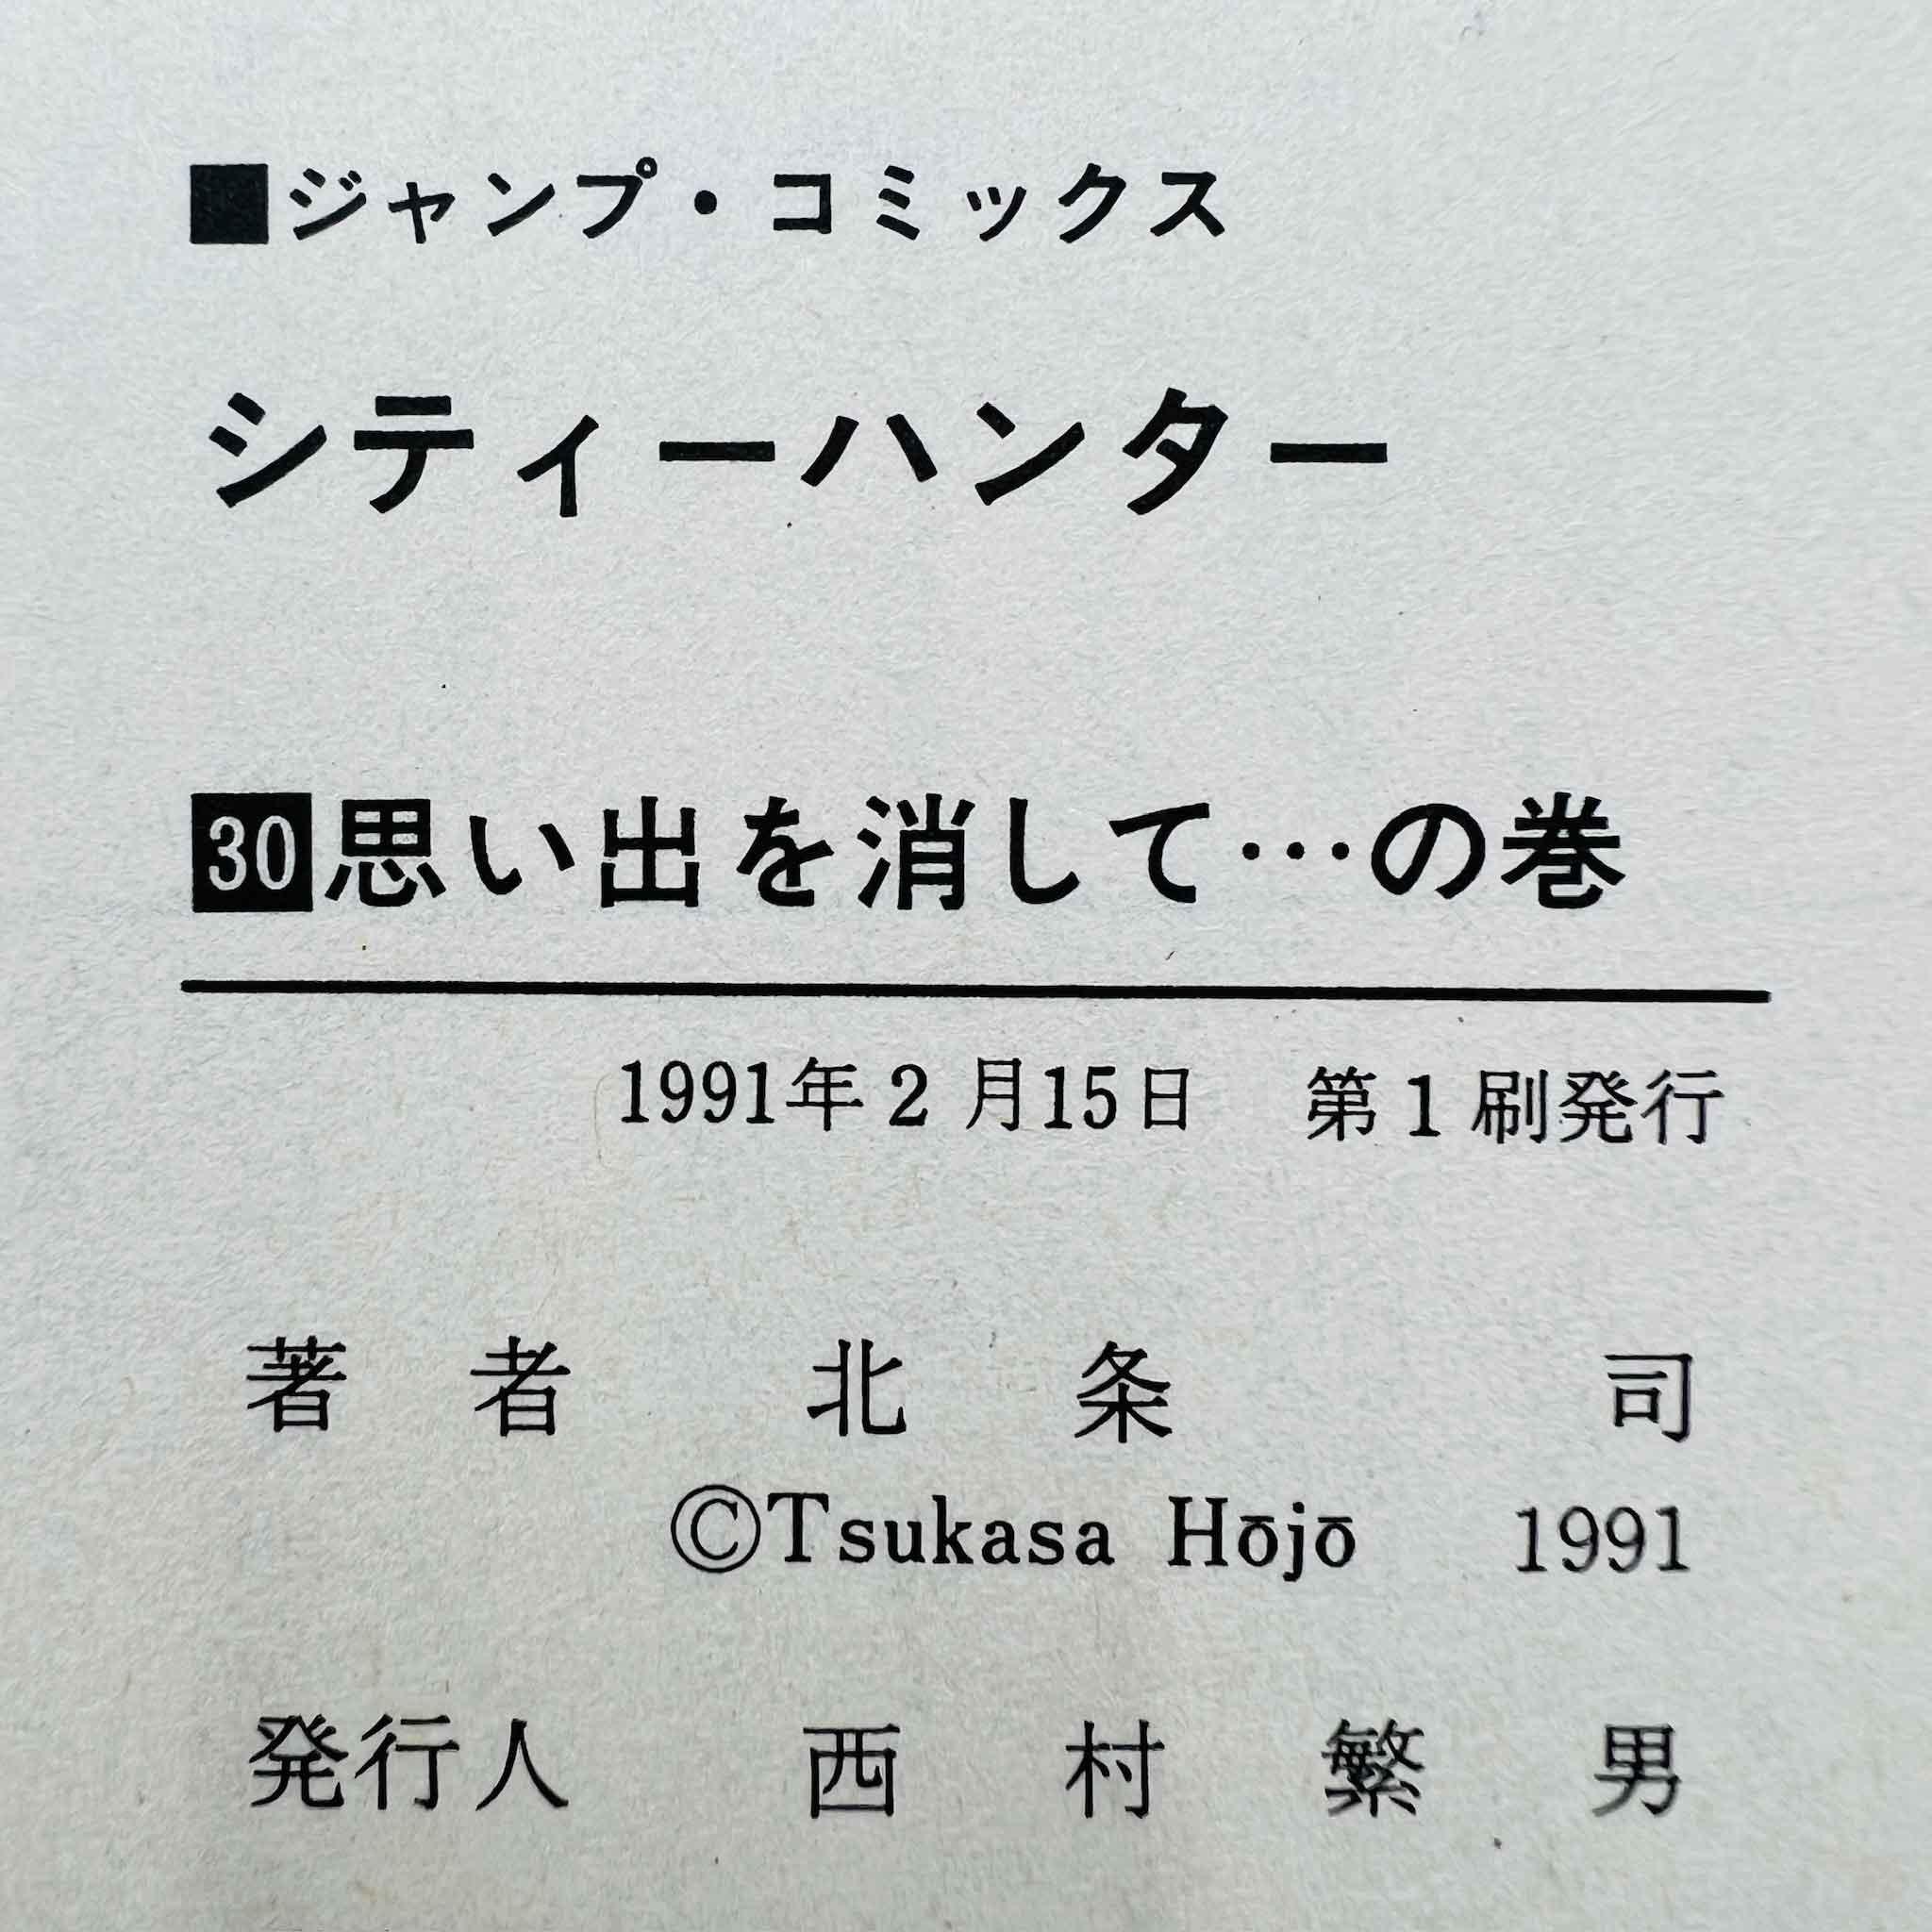 ■ジャンプ・コミックス
シティーハンター
30思い出を消して…の巻
1991年2月15日 第1刷発行
著者 北条司
©Tsukasa Hōjō 1991
発行人 西村繁男